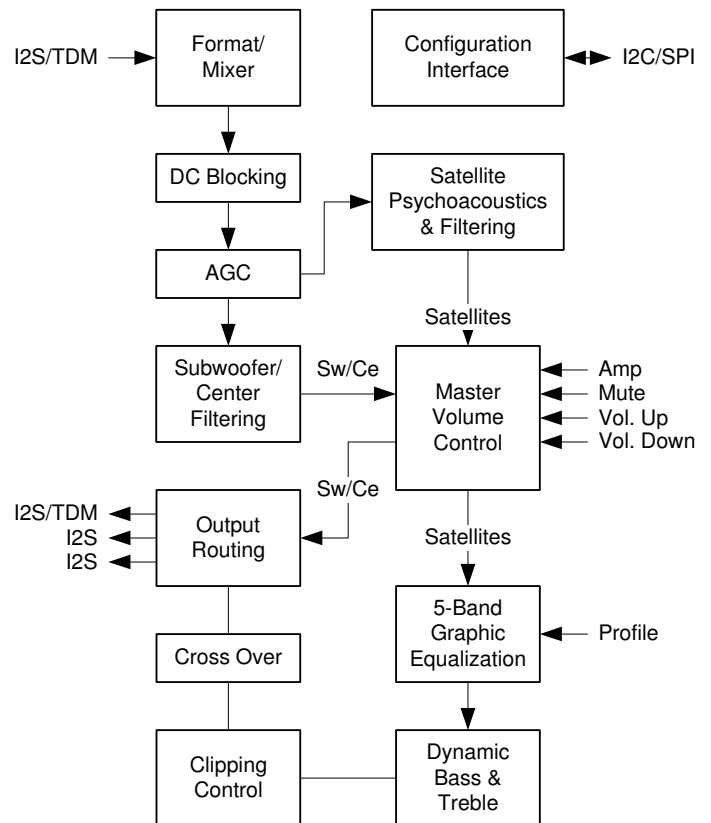 I2S/TDM
Format/
Mixer
Configuration
Interface
I2C/SPI
DC Blocking
Satellite
Psychoacoustics
& Filtering
AGC
Satellites
Subwoofer/
Center
Filtering
Sw/Ce
Master
Volume
Control
Amp
Mute
Vol. Up
Vol. Down
Sw/Ce
I2S/TDM
I2S
I2S
Output
Routing
Satellites
5-Band
Graphic
Equalization
Profile
Cross Over
Clipping
Control
Dynamic
Bass &
Treble